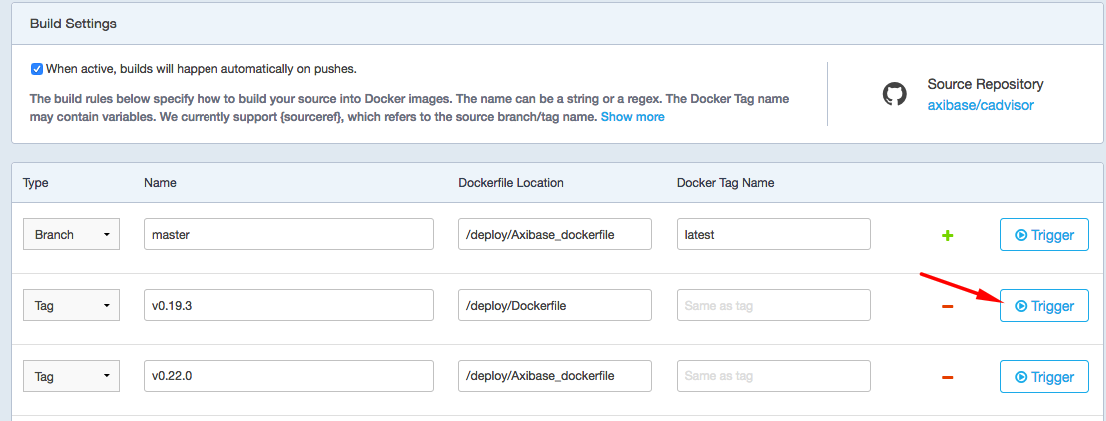 Build Settings
When active, builds will happen automatically on pushes.
The build rules below specify how to build your source into Docker images. The name can be a string or a regex. The Docker Tag name
may contain variables. We currently support {sourceref}, which refers to the source branch/tag name. Show more
Source Repository
axibase/cadvisor
Type Name Dockerfile Location Docker Tag Name
Branch master /deploy/Axibase_dockerfile latest + Trigger
Tag v0.19.3 /deploy/Dockerfile Same as tag − Trigger
Tag v0.22.0 /deploy/Axibase_dockerfile Same as tag − Trigger